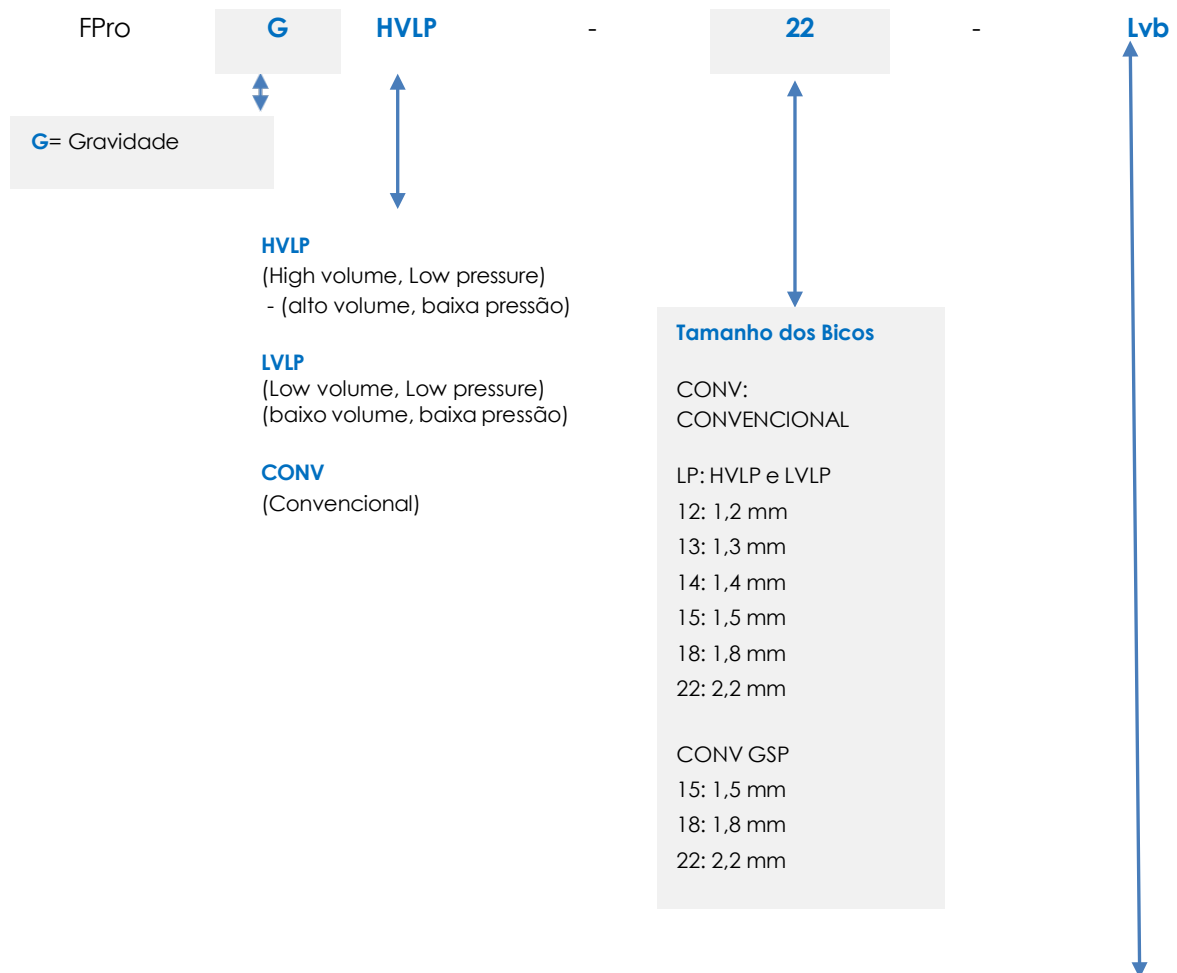 FPro G HVLP - 22 - Lvb
G= Gravidade
HVLP
(High volume, Low pressure)
- (alto volume, baixa pressão)
LVLP
(Low volume, Low pressure)
(baixo volume, baixa pressão)
CONV
(Convencional)
Tamanho dos Bicos
CONV:
CONVENCIONAL
LP: HVLP e LVLP
12: 1,2 mm
13: 1,3 mm
14: 1,4 mm
15: 1,5 mm
18: 1,8 mm
22: 2,2 mm
CONV GSP
15: 1,5 mm
18: 1,8 mm
22: 2,2 mm